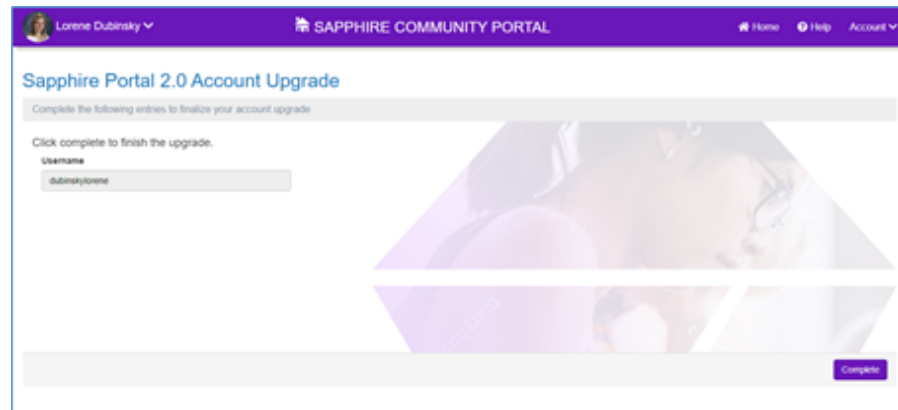 Lorene Dubinsky
SAPPHIRE COMMUNITY PORTAL
Home
Help
Account
Sapphire Portal 2.0 Account Upgrade
Complete the following entries to finalize your account upgrade.
Click complete to finish the upgrade.
Username
dubinskylorene
Complete